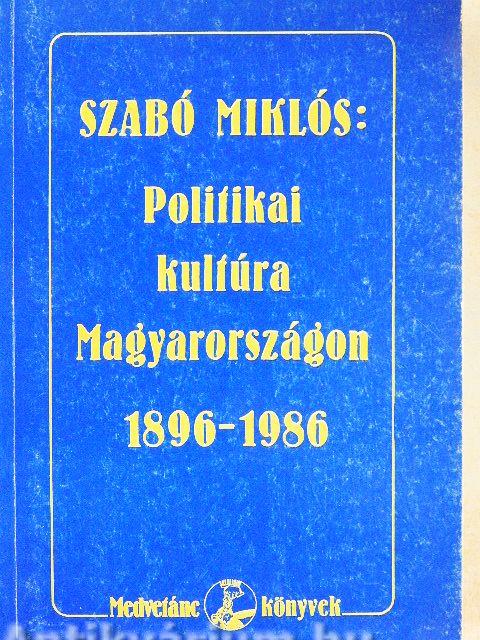 SZABÓ MIKLÓS:
Politikai
kultúra
Magyarországon
1896-1986
Medvetánc könyvek